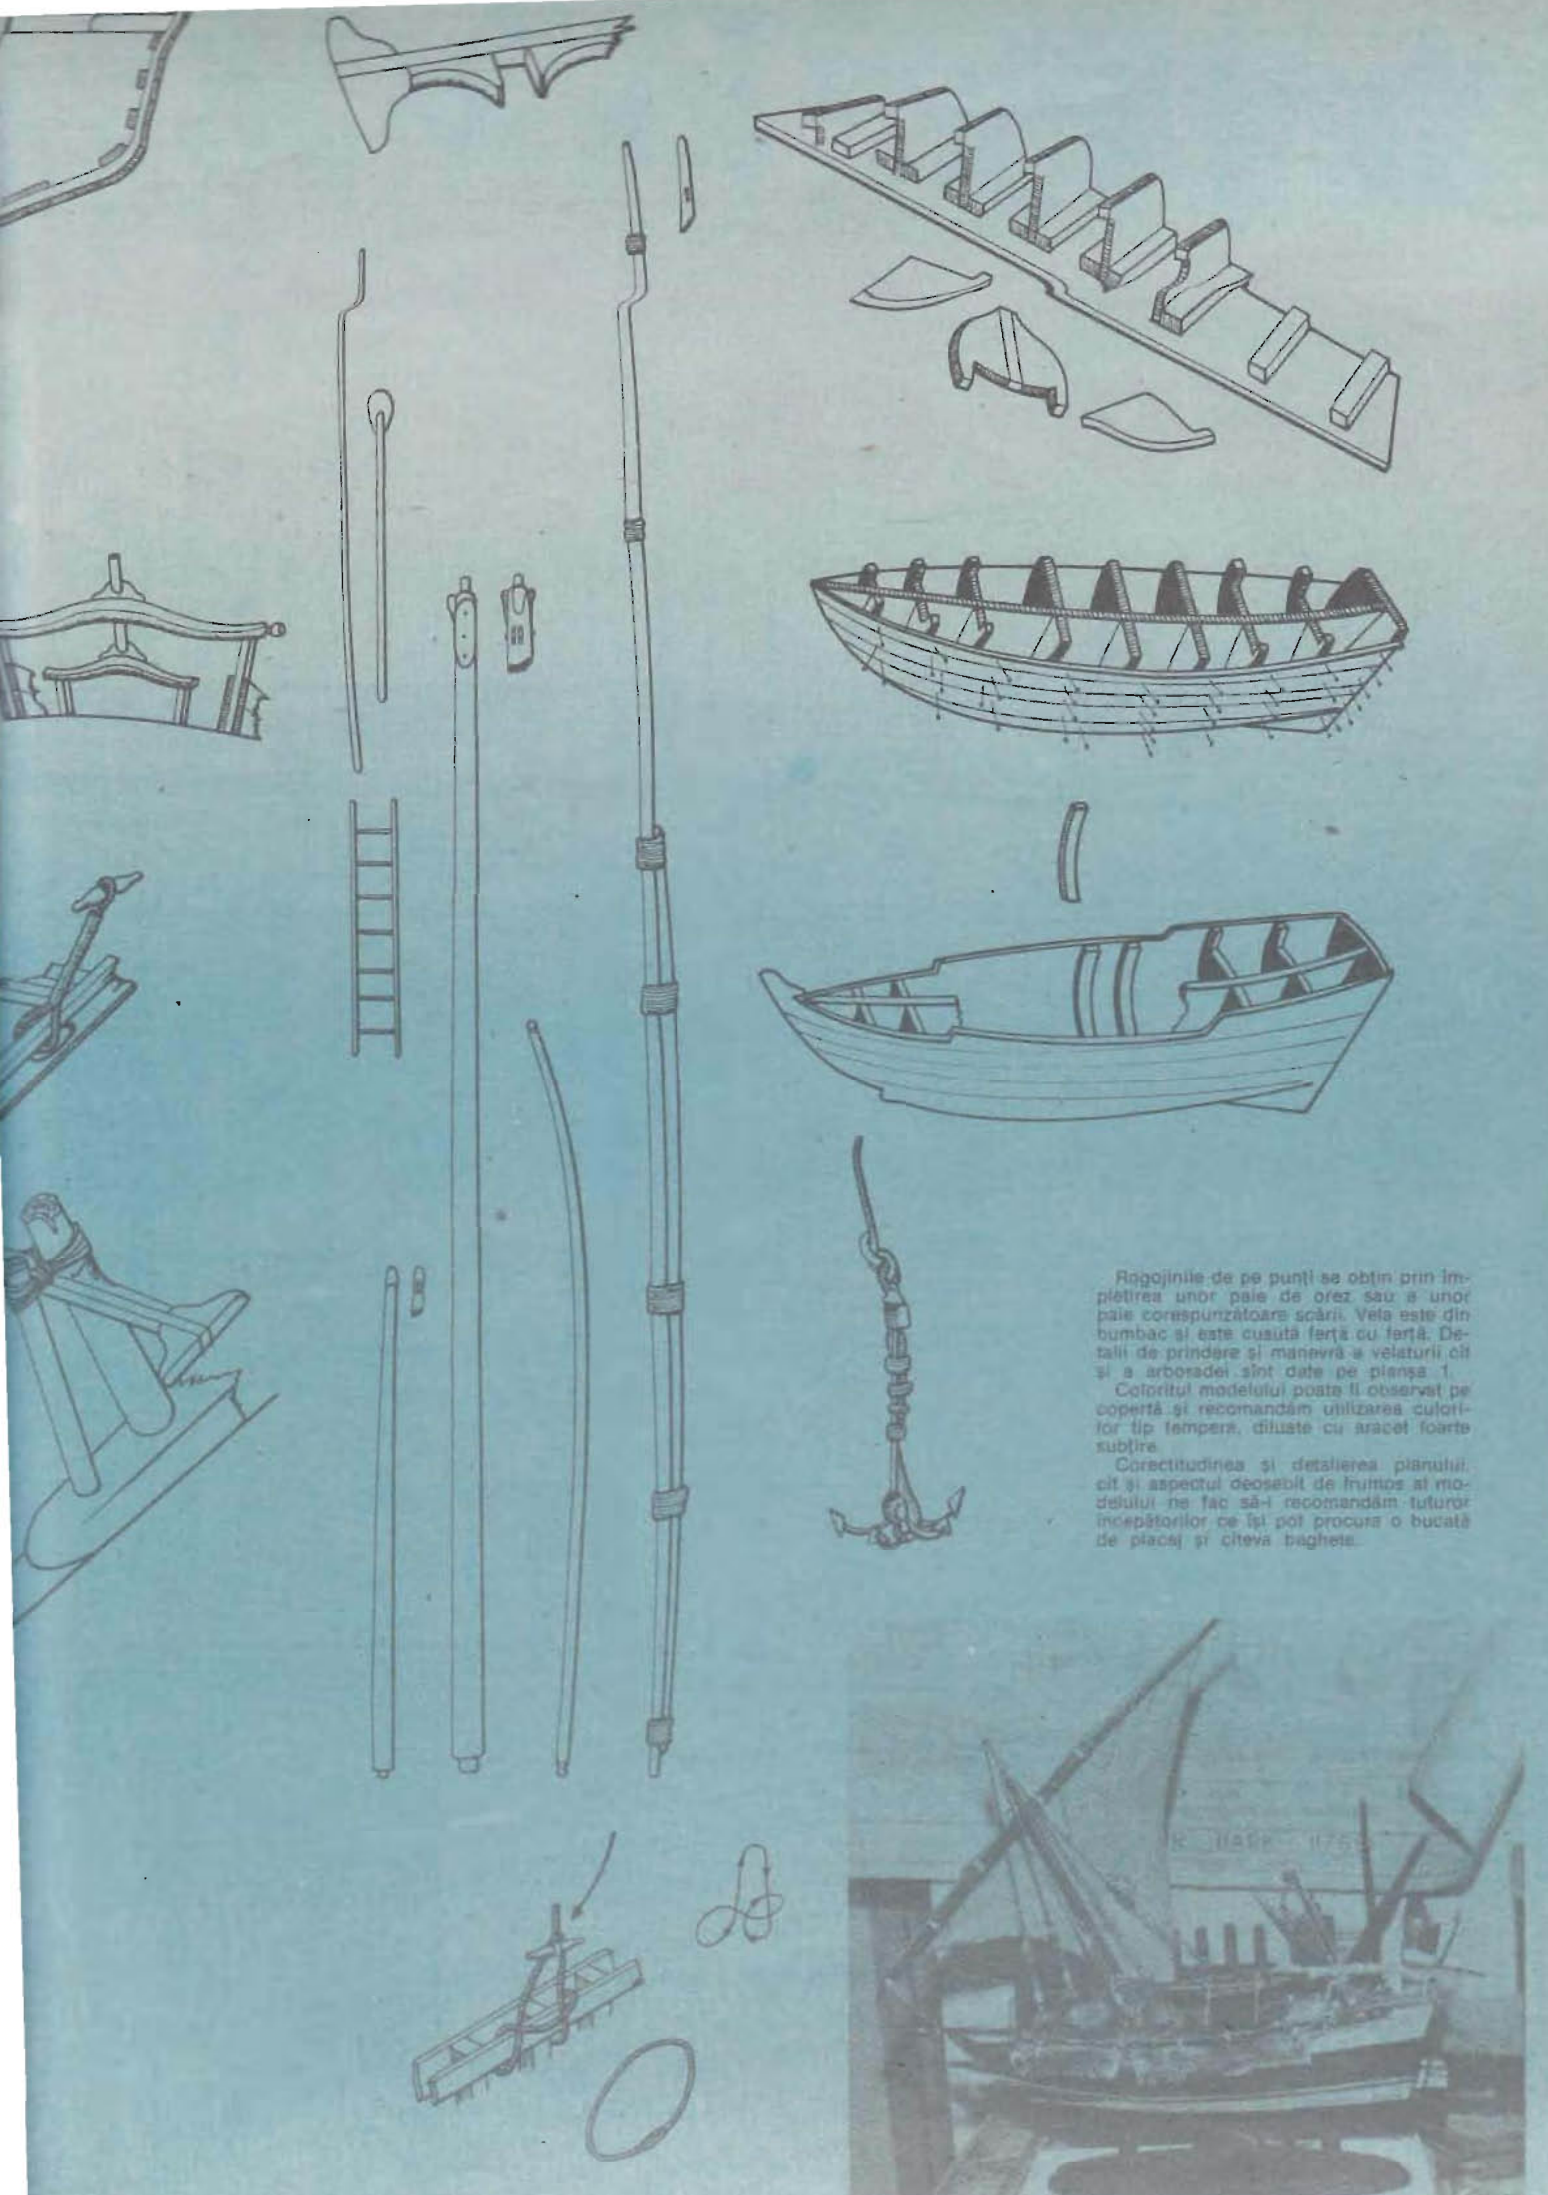 Rogojinile de pe punți se obțin prin îm-
pletirea unor paie de orez sau a unor
paie corespunzătoare scării. Vela este din
bumbac și este cusută fertă cu fertă. De-
talii de prindere și manevră a velaturii cît
și a arboradei sînt date pe planșa 1.
Coloritul modelului poate fi observat pe
copertă și recomandăm utilizarea culori-
lor tip tempera, diluate cu aracet foarte
subțire.
Corectitudinea și detalierea planului,
cît și aspectul deosebit de frumos al mo-
delului ne fac să-l recomandăm tuturor
începătorilor ce își pot procura o bucată
de placaj și cîteva baghete.